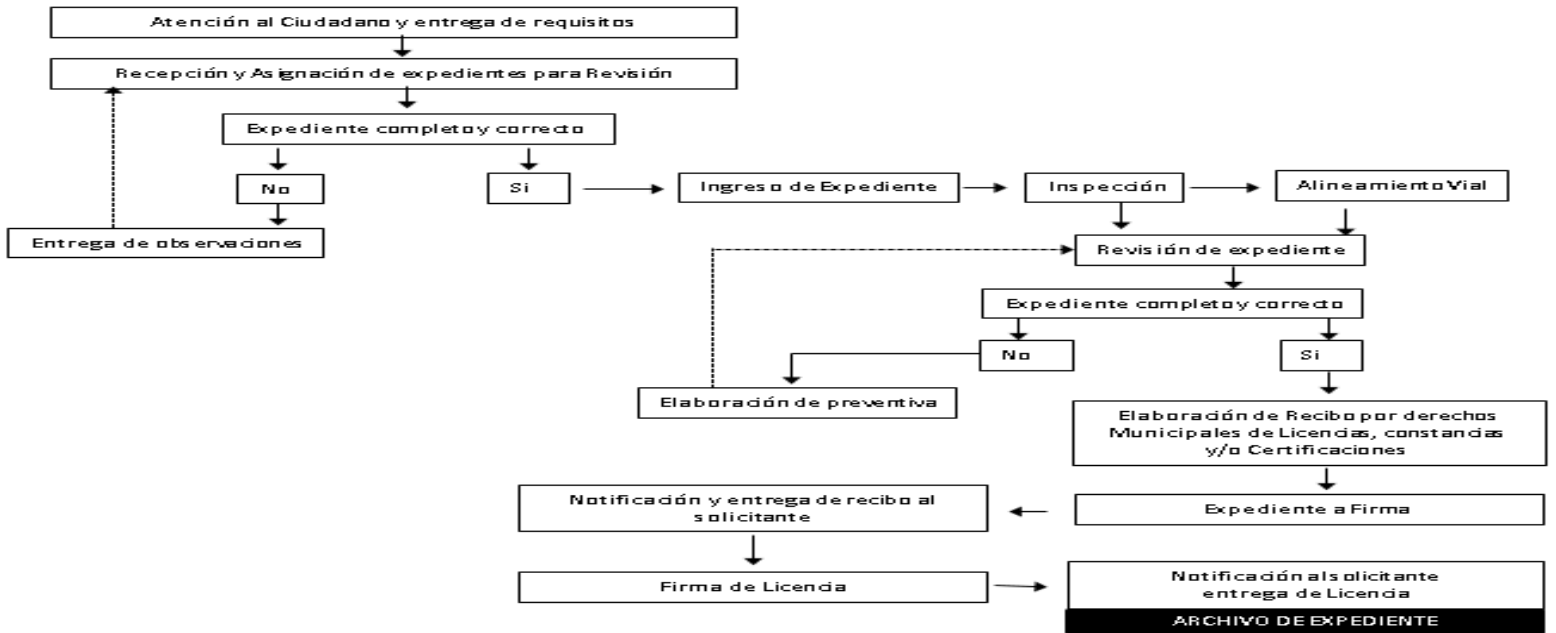 Atención al Ciudadano y entrega de requisitos
Recepción y Asignación de expedientes para Revisión
Expediente completo y correcto
No
Si
Ingreso de Expediente
Inspección
Alineamiento Vial
Entrega de observaciones
Revisión de expediente
Expediente completo y correcto
No
Si
Elaboración de preventiva
Elaboración de Recibo por derechos
Municipales de Licencias, constancias
y/o Certificaciones
Notificación y entrega de recibo al
solicitante
Expediente a Firma
Firma de Licencia
Notificación al solicitante
entrega de Licencia
ARCHIVO DE EXPEDIENTE